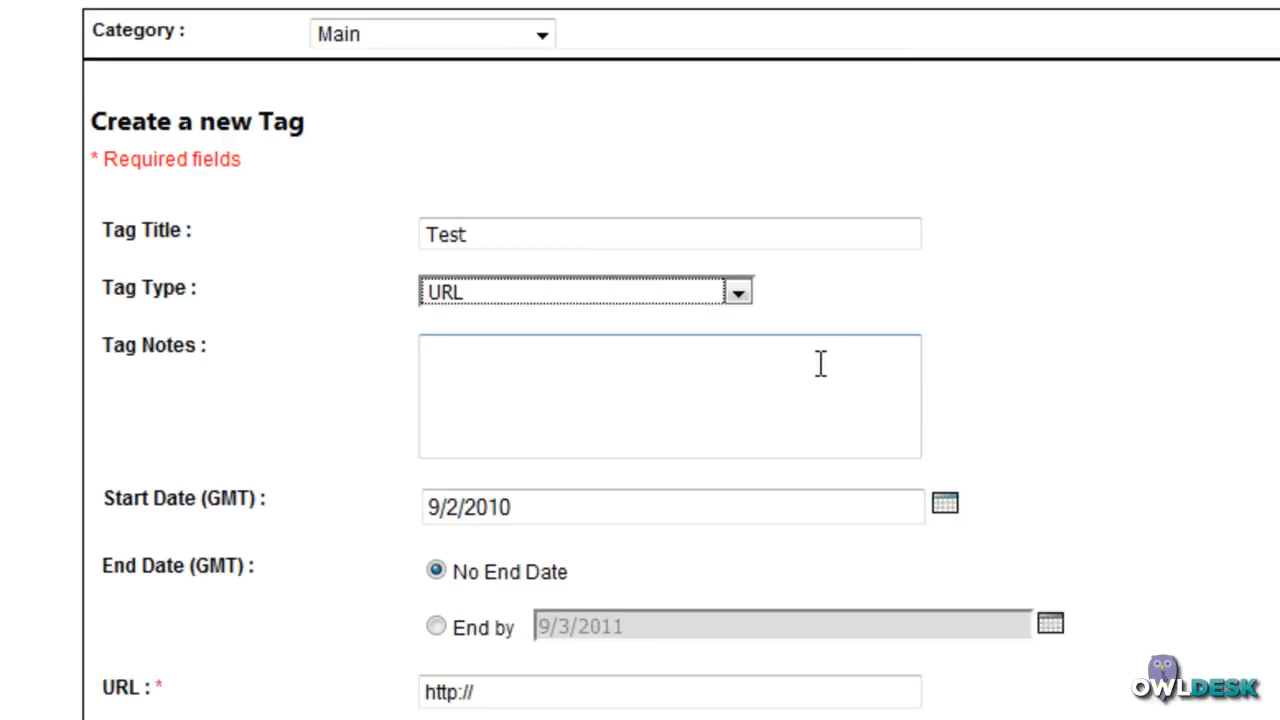 Category : Main
Create a new Tag
* Required fields
Tag Title : Test
Tag Type : URL
Tag Notes :
Start Date (GMT) : 9/2/2010
End Date (GMT) : No End Date
End by 9/3/2011
URL : * http://
OWLDESK